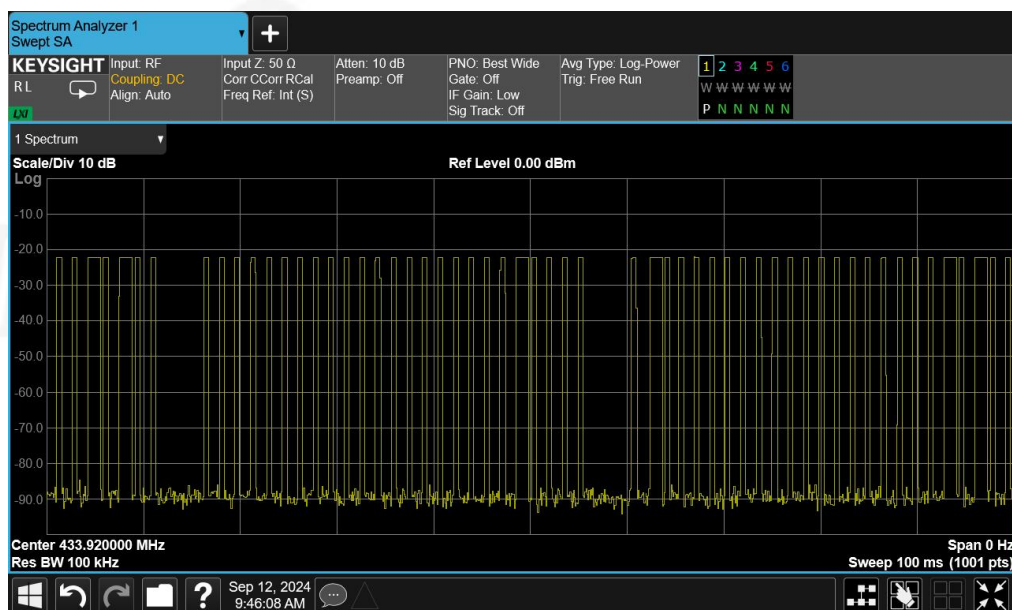 Spectrum Analyzer 1
Swept SA
KEYSIGHT
RL
LXI
Input: RF
Coupling: DC
Align: Auto
Input Z: 50 Ω
Corr CCorr RCal
Freq Ref: Int (S)
Atten: 10 dB
Preamp: Off
PNO: Best Wide
Gate: Off
IF Gain: Low
Sig Track: Off
Avg Type: Log-Power
Trig: Free Run
1 2 3 4 5 6
W W W W W W
P N N N N N
1 Spectrum
Scale/Div 10 dB
Ref Level 0.00 dBm
Log
-10.0
-20.0
-30.0
-40.0
-50.0
-60.0
-70.0
-80.0
-90.0
Center 433.920000 MHz
Span 0 Hz
Res BW 100 kHz
Sweep 100 ms (1001 pts)
?
Sep 12, 2024
9:46:08 AM